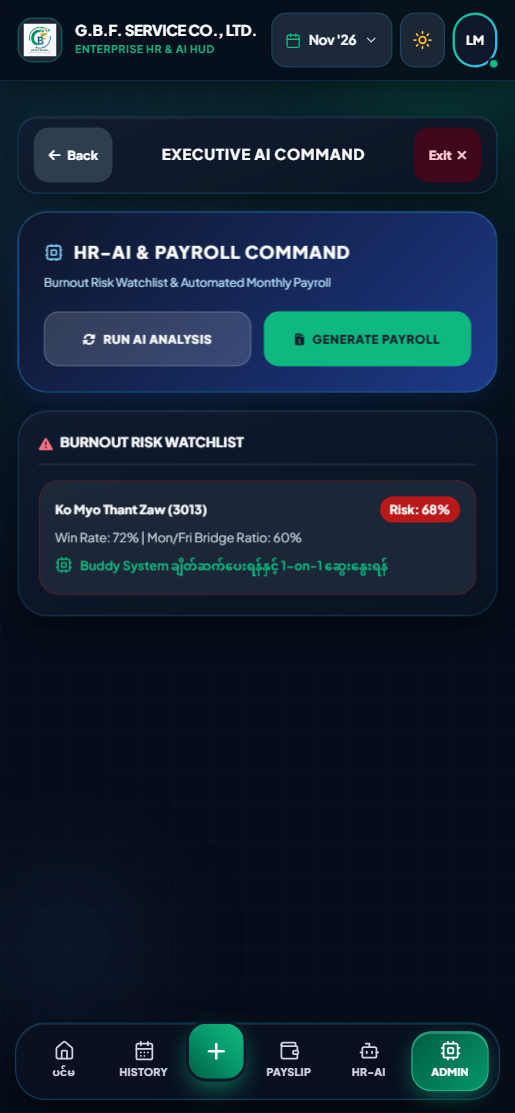 G.B.F. SERVICE CO., LTD.
ENTERPRISE HR & AI HUD
Nov '26
LM
← Back
EXECUTIVE AI COMMAND
Exit ✕
HR-AI & PAYROLL COMMAND
Burnout Risk Watchlist & Automated Monthly Payroll
RUN AI ANALYSIS
GENERATE PAYROLL
BURNOUT RISK WATCHLIST
Ko Myo Thant Zaw (3013)
Risk: 68%
Win Rate: 72% | Mon/Fri Bridge Ratio: 60%
Buddy System ချိတ်ဆက်ပေးရန်နှင့် 1-on-1 ဆွေးနွေးရန်
ပင်မ
HISTORY
+
PAYSLIP
HR-AI
ADMIN